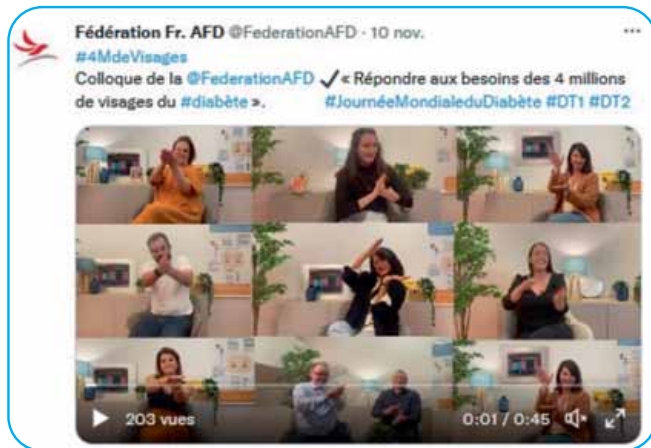 Fédération Fr. AFD @FederationAFD · 10 nov.
#4MdeVisages
Colloque de la @FederationAFD ✓ « Répondre aux besoins des 4 millions
de visages du #diabète ». #JournéeMondialeduDiabète #DT1 #DT2
203 vues
0:01 / 0:45